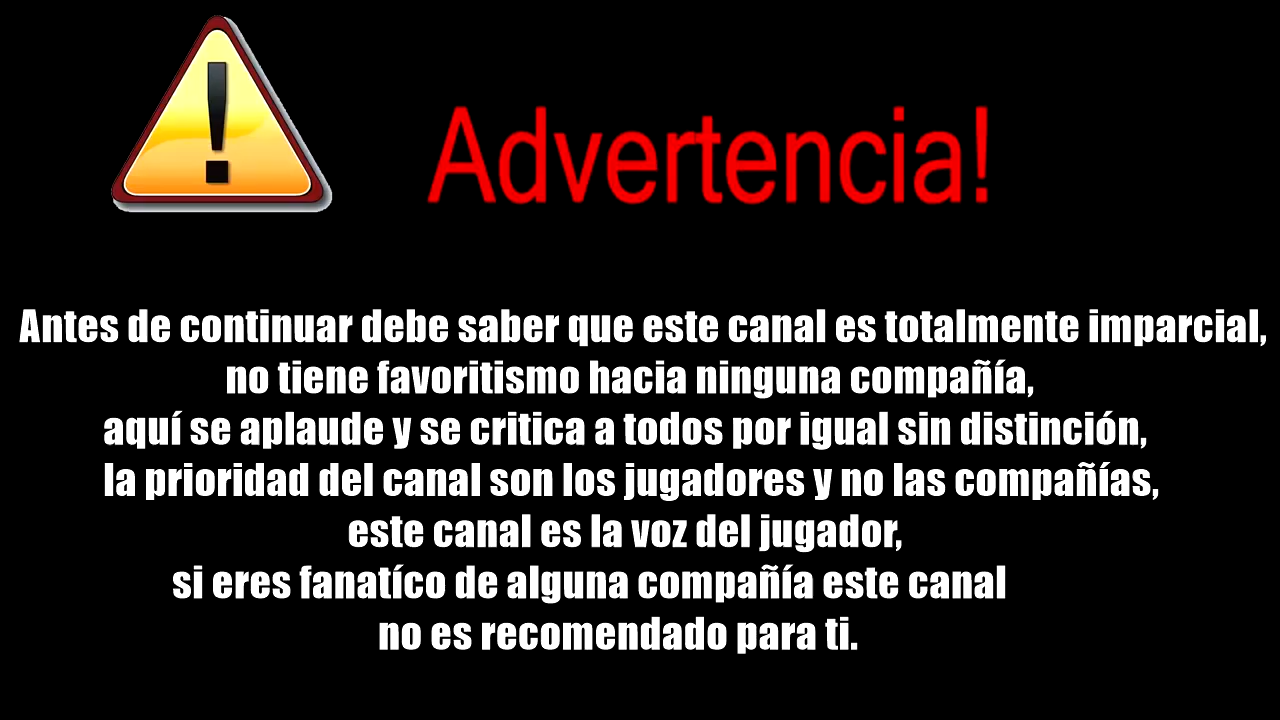 Advertencia!
Antes de continuar debe saber que este canal es totalmente imparcial,
no tiene favoritismo hacia ninguna compañía,
aquí se aplaude y se critica a todos por igual sin distinción,
la prioridad del canal son los jugadores y no las compañías,
este canal es la voz del jugador,
si eres fanatíco de alguna compañía este canal
no es recomendado para ti.